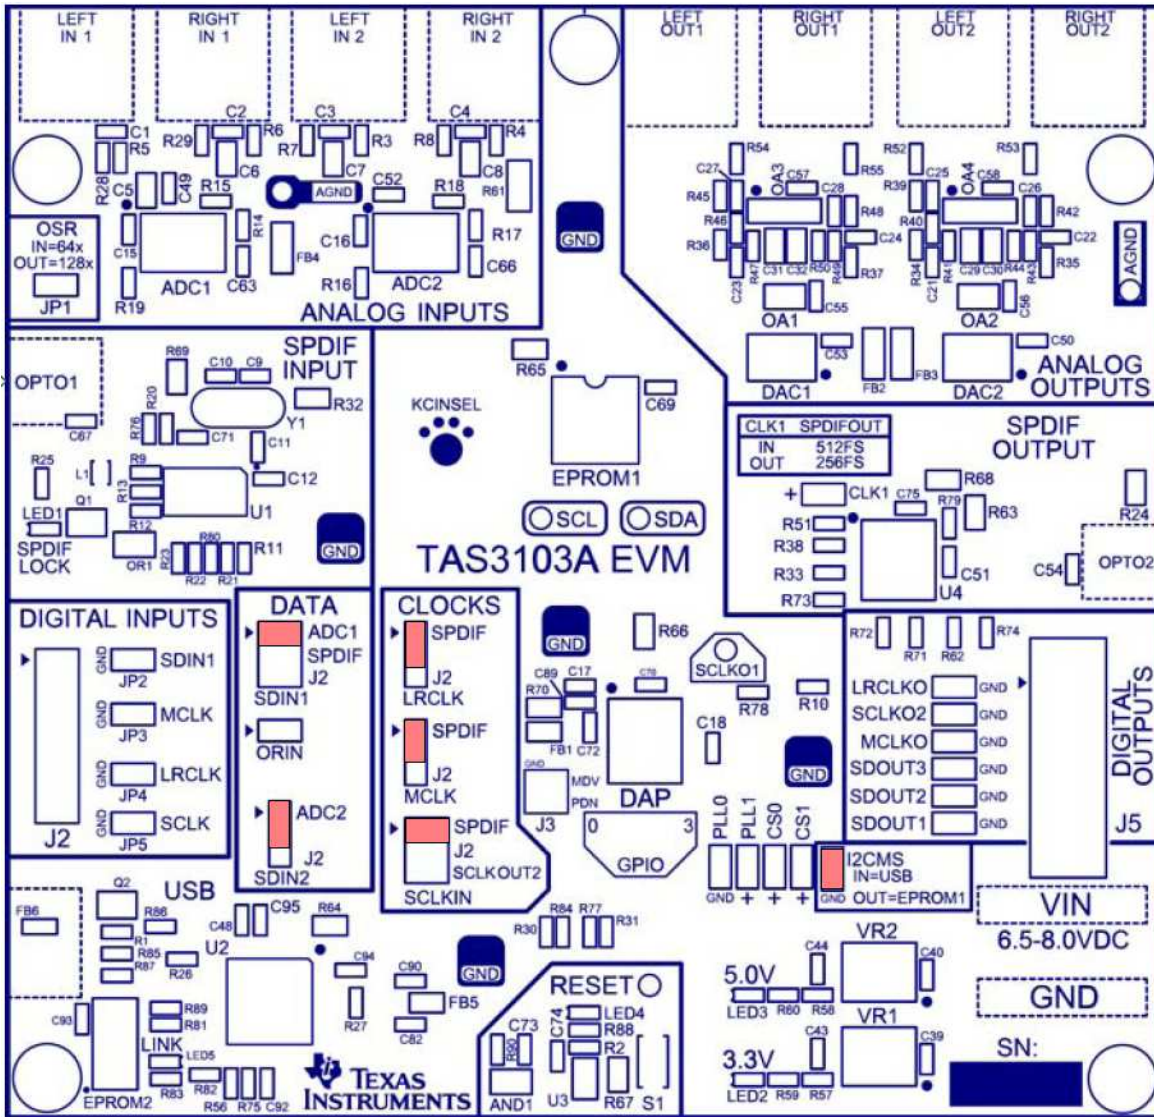 LEFT IN 1
RIGHT IN 1
LEFT IN 2
RIGHT IN 2
LEFT OUT1
RIGHT OUT1
LEFT OUT2
RIGHT OUT2
C1
R5
R28
C5
C49
R29
C2
R6
C6
R15
R7
C3
R3
C7
AGND
C52
R8
C4
R4
C8
R18
R61
OSR
IN=64x
OUT=128x
JP1
C15
R19
ADC1
R14
C63
FB4
C16
R16
ADC2
R17
C66
ANALOG INPUTS
GND
R54
C27
R45
R46
R36
C23
R47
OA3
C57
C28
R55
R48
C24
C31
C32
R50
R49
R37
OA1
C55
DAC1
C53
FB2
R52
R39
C25
R40
R34
C21
R41
OA4
C58
R53
C26
R42
C22
C29
C30
R44
R43
R35
OA2
C56
FB3
DAC2
C50
AGND
ANALOG
OUTPUTS
OPTO1
C67
SPDIF
INPUT
R69
C10
C9
R20
R76
Y1
R32
C71
C11
C12
R25
L1
R9
R13
R12
U1
Q1
LED1
SPDIF
LOCK
OR1
R23
R22
R80
R21
R11
GND
R65
KCINSEL
EPROM1
C69
SCL
SDA
TAS3103A EVM
CLK1 SPDIFOUT
IN 512FS
OUT 256FS
SPDIF
OUTPUT
+
CLK1
R51
R38
R33
R73
C75
R68
R79
R63
C51
U4
R24
C54
OPTO2
DIGITAL INPUTS
GND
SDIN1
JP2
GND
MCLK
JP3
GND
LRCLK
JP4
GND
SCLK
JP5
J2
DATA
ADC1
SPDIF
J2
SDIN1
ORIN
ADC2
J2
SDIN2
CLOCKS
SPDIF
J2
LRCLK
SPDIF
J2
MCLK
SPDIF
J2
SCLKOUT2
SCLKIN
GND
R66
SCLKO1
C89
C17
R70
FB1
C72
C70
R78
R10
C18
GND
DAP
GND
MDV
PDN
J3
0
3
GPIO
PLL0
PLL1
CS0
CS1
GND
+
+
+
I2CMS
IN=USB
GND
OUT=EPROM1
R72
R71
R62
R74
LRCLKO
GND
SCLKO2
GND
MCLKO
GND
SDOUT3
GND
SDOUT2
GND
SDOUT1
GND
DIGITAL
OUTPUTS
J5
VIN
6.5-8.0VDC
GND
SN:
USB
FB6
Q2
R1
R85
R87
R86
R26
U2
C48
C95
R64
C94
R27
C90
FB5
C82
GND
C93
R89
R81
LINK
LED5
R83
EPROM2
R82
R56
R75
C92
TEXAS
INSTRUMENTS
R30
R84
R77
R31
RESET
C73
R90
C74
LED4
R88
R2
AND1
U3
R67
S1
5.0V
LED3
R60
R58
C44
VR2
C40
3.3V
LED2
R59
R57
C43
VR1
C39